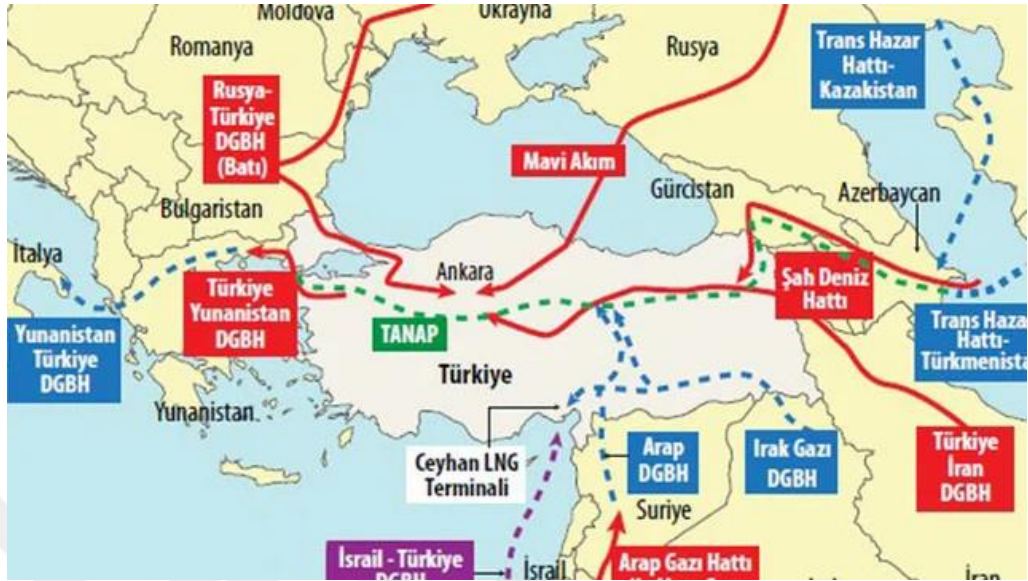 Moldova
Ukrayna
Romanya
Rusya
Trans Hazar
Hattı-
Kazakistan
Rusya-
Türkiye
DGBH
(Batı)
Mavi Akım
Gürcistan
Azerbaycan
Bulgaristan
İtalya
Ankara
Türkiye
Yunanistan
DGBH
Şah Deniz
Hattı
TANAP
Yunanistan
Türkiye
DGBH
Trans Hazar
Hattı-
Türkmenista
Türkiye
Yunanistan
Ceyhan LNG
Terminali
Arap
DGBH
Irak Gazı
DGBH
Türkiye
İran
DGBH
Suriye
İsrail - Türkiye
DGBH
İsrail
Arap Gazı Hattı
İran